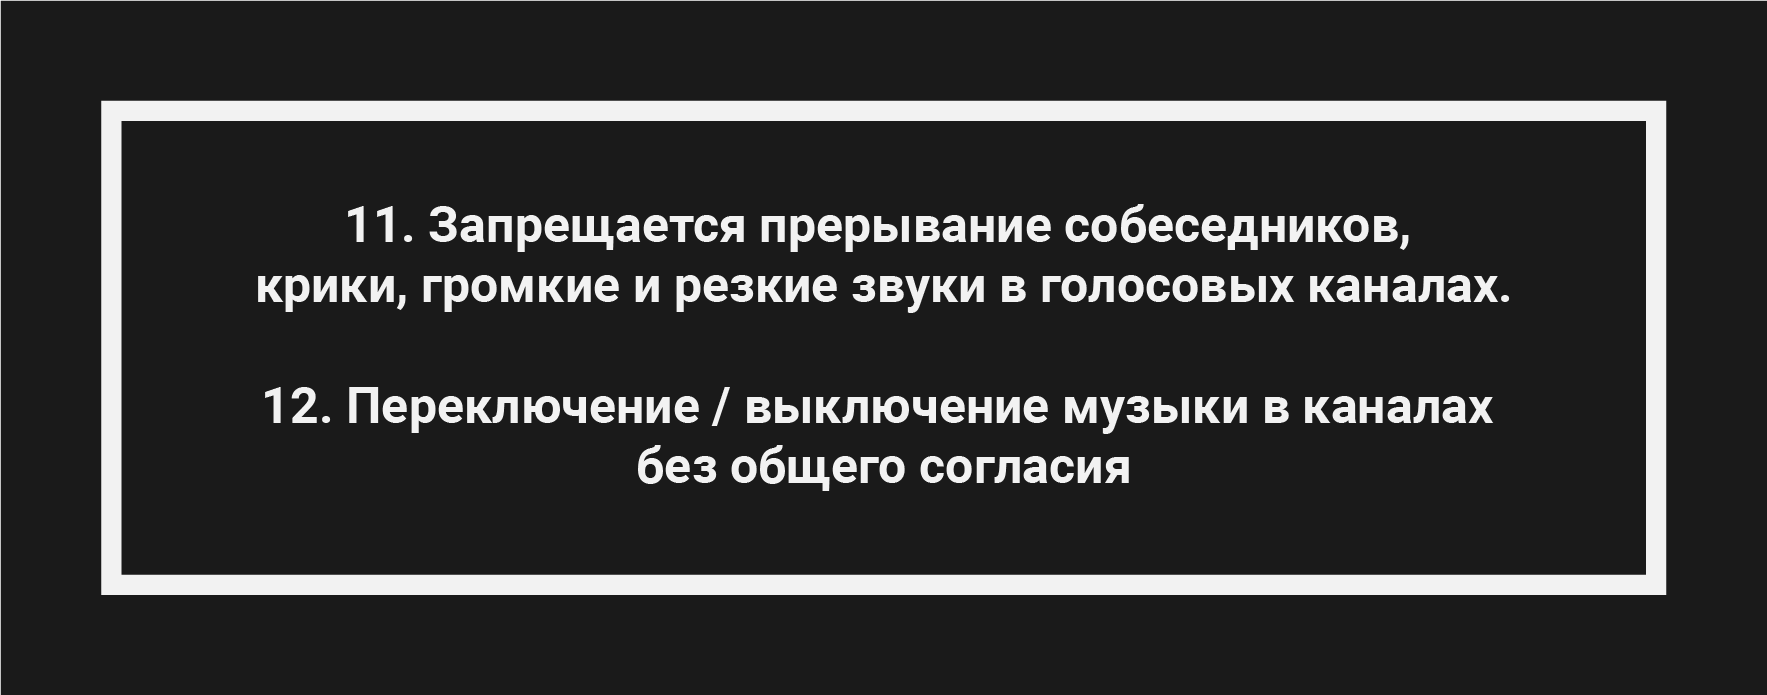 11. Запрещается прерывание собеседников,
крики, громкие и резкие звуки в голосовых каналах.
12. Переключение / выключение музыки в каналах
без общего согласия